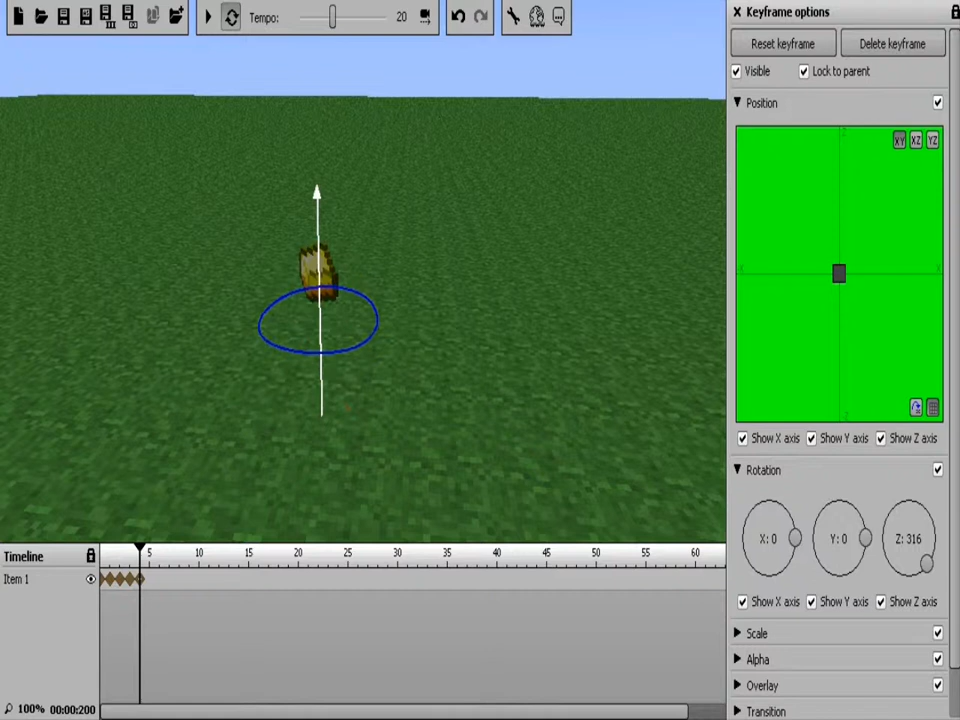 Tempo:
20
Keyframe options
Reset keyframe
Delete keyframe
Visible
Lock to parent
Position
XY
XZ
YZ
Show X axis
Show Y axis
Show Z axis
Rotation
X: 0
Y: 0
Z: 316
Show X axis
Show Y axis
Show Z axis
Scale
Alpha
Overlay
Transition
Timeline
5
10
15
20
25
30
35
40
45
50
55
60
Item 1
100%
00:00:200